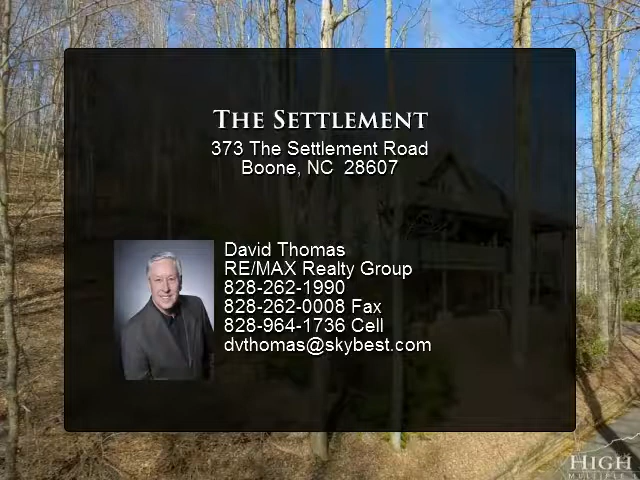 The Settlement
373 The Settlement Road
Boone, NC 28607
David Thomas
RE/MAX Realty Group
828-262-1990
828-262-0008 Fax
828-964-1736 Cell
dvthomas@skybest.com
HIGH
MULTIPLE